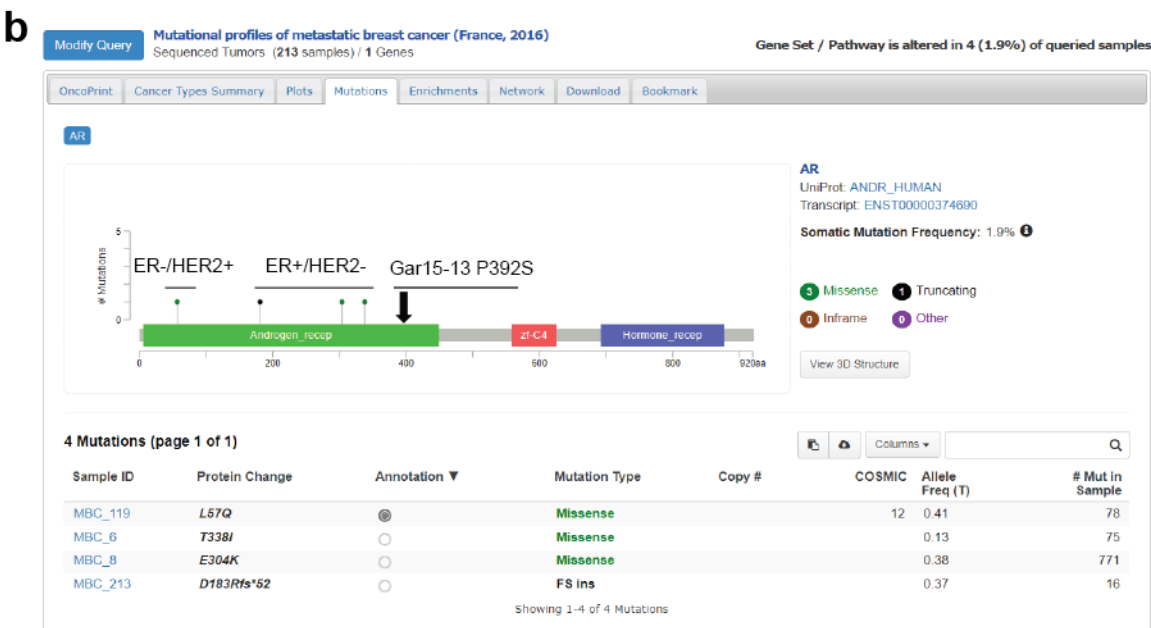 b
Modify Query
Mutational profiles of metastatic breast cancer (France, 2016)
Sequenced Tumors (213 samples) / 1 Genes
Gene Set / Pathway is altered in 4 (1.9%) of queried samples
OncoPrint Cancer Types Summary Plots Mutations Enrichments Network Download Bookmark
AR
AR
UniProt: ANDR_HUMAN
Transcript: ENST00000374690
Somatic Mutation Frequency: 1.9%
# Mutations
5
0
ER-/HER2+ ER+/HER2- Gar15-13 P392S
3 Missense 1 Truncating
0 Inframe 0 Other
Androgen_recep zf-C4 Hormone_recep
0 200 400 600 800 920aa
View 3D Structure
4 Mutations (page 1 of 1)
Columns
Sample ID Protein Change Annotation ▼ Mutation Type Copy # COSMIC Allele Freq (T) # Mut in Sample
MBC_119 L57Q Missense 12 0.41 78
MBC_6 T338I Missense 0.13 75
MBC_8 E304K Missense 0.38 771
MBC_213 D183Rfs*52 FS ins 0.37 16
Showing 1-4 of 4 Mutations